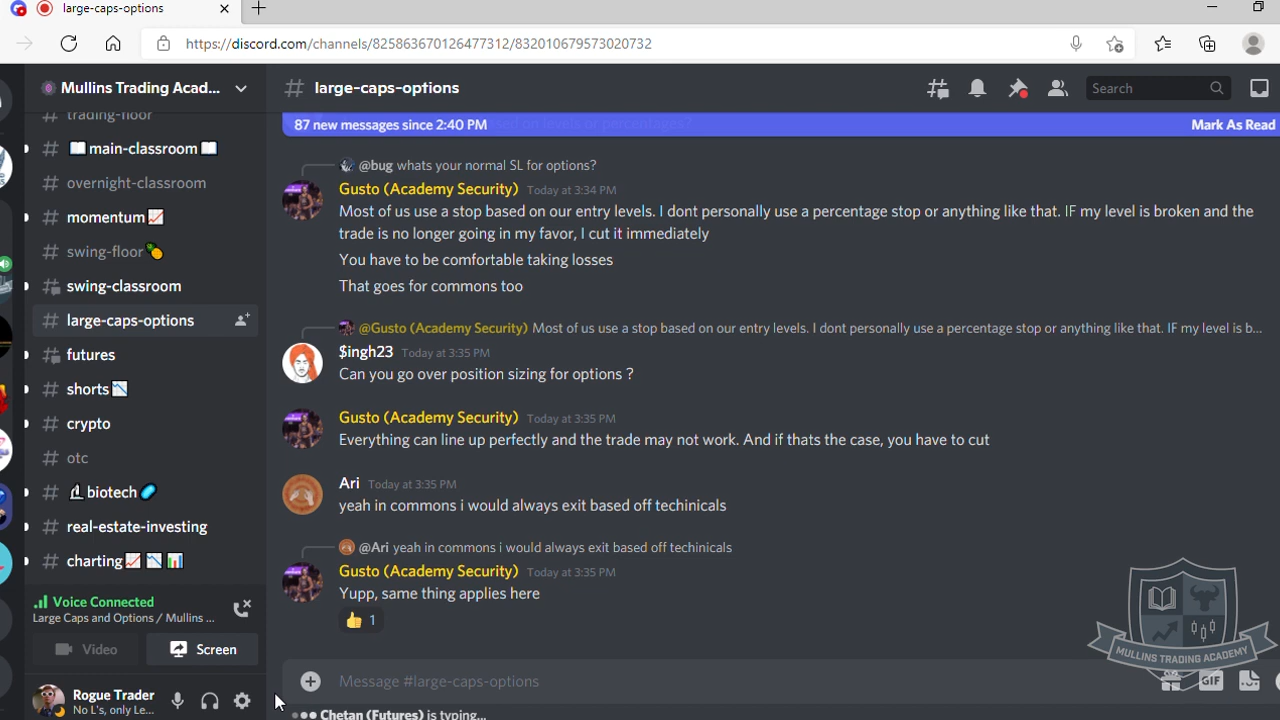 large-caps-options
https://discord.com/channels/825863670126477312/832010679573020732
Mullins Trading Acad...
trading-floor
main-classroom
overnight-classroom
momentum
swing-floor
swing-classroom
large-caps-options
futures
shorts
crypto
otc
biotech
real-estate-investing
charting
Voice Connected
Large Caps and Options / Mullins ...
Video
Screen
Rogue Trader
No L's, only Le...
# large-caps-options
Search
87 new messages since 2:40 PM
Mark As Read
@bug whats your normal SL for options?
Gusto (Academy Security) Today at 3:34 PM
Most of us use a stop based on our entry levels. I dont personally use a percentage stop or anything like that. IF my level is broken and the
trade is no longer going in my favor, I cut it immediately
You have to be comfortable taking losses
That goes for commons too
@Gusto (Academy Security) Most of us use a stop based on our entry levels. I dont personally use a percentage stop or anything like that. IF my level is b...
$ingh23 Today at 3:35 PM
Can you go over position sizing for options ?
Gusto (Academy Security) Today at 3:35 PM
Everything can line up perfectly and the trade may not work. And if thats the case, you have to cut
Ari Today at 3:35 PM
yeah in commons i would always exit based off techinicals
@Ari yeah in commons i would always exit based off techinicals
Gusto (Academy Security) Today at 3:35 PM
Yupp, same thing applies here
👍 1
Message #large-caps-options
GIF
Chetan (Futures) is typing...
MULLINS TRADING ACADEMY